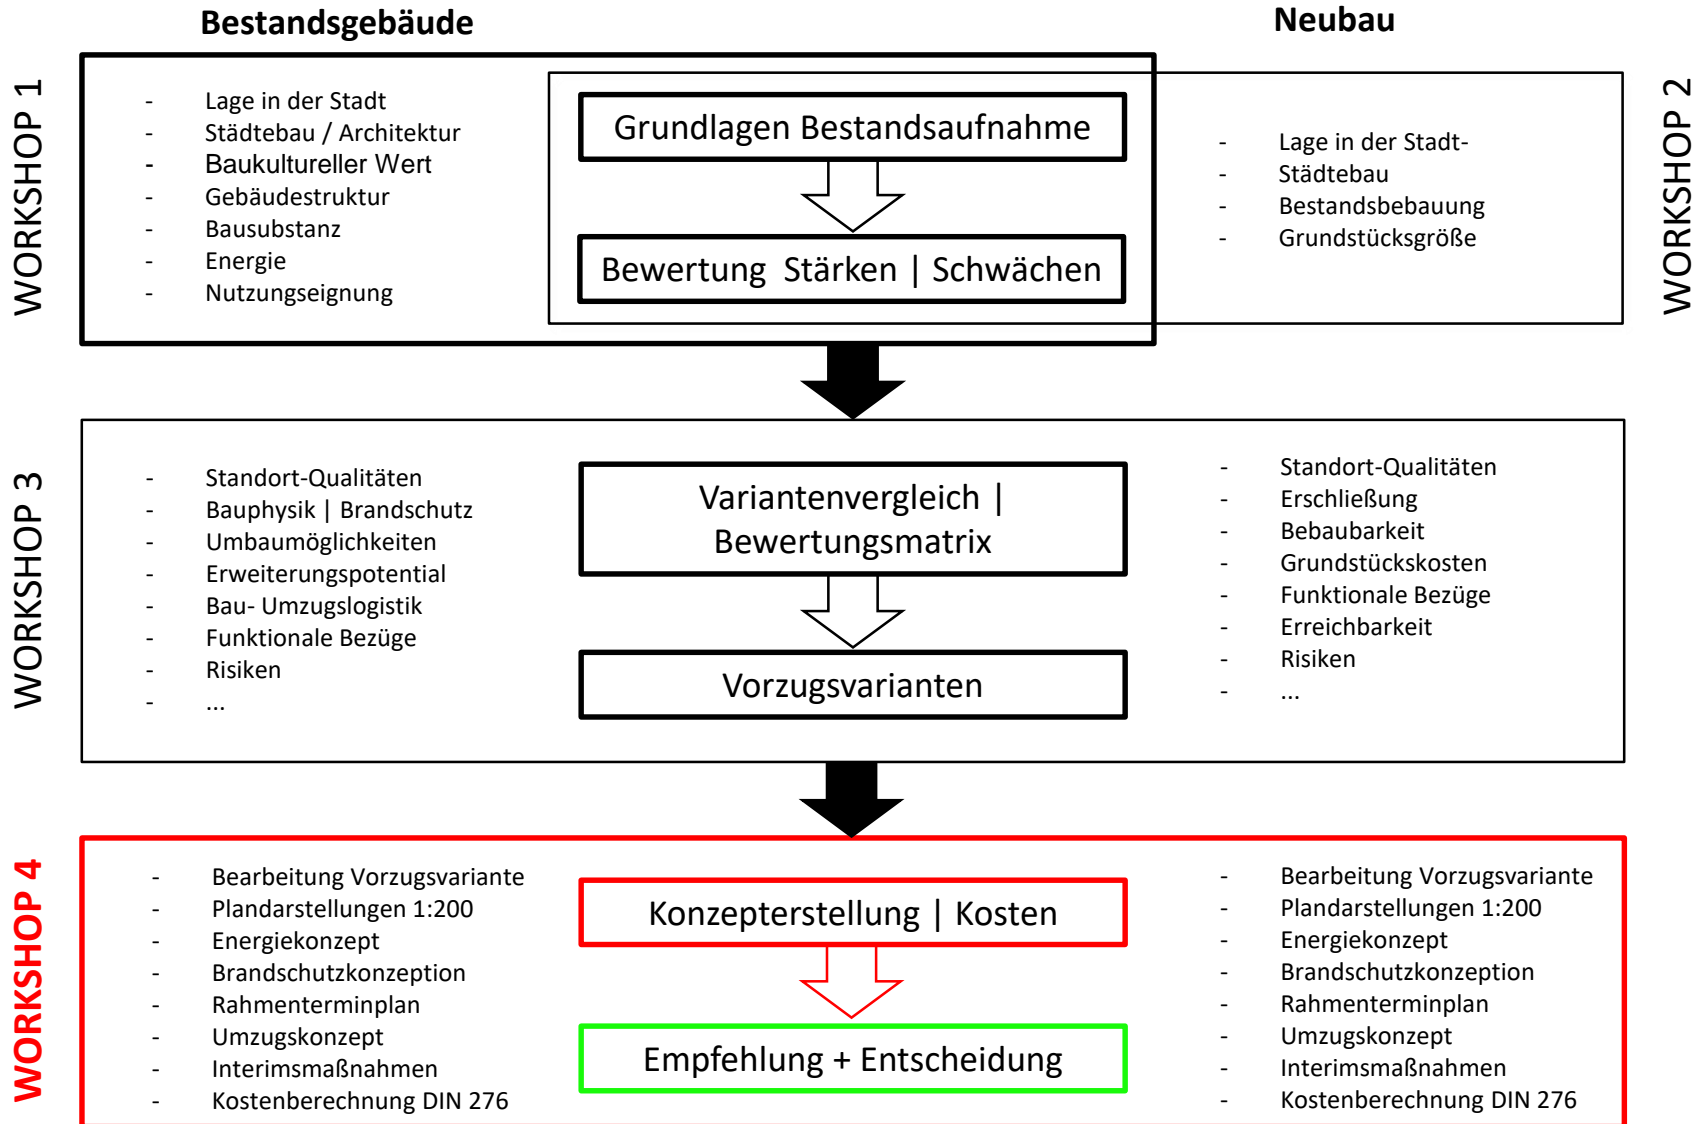 Bestandsgebäude
Neubau
WORKSHOP 1
- Lage in der Stadt
- Städtebau / Architektur
- Baukultureller Wert
- Gebäudestruktur
- Bausubstanz
- Energie
- Nutzungseignung
Grundlagen Bestandsaufnahme
Bewertung Stärken | Schwächen
- Lage in der Stadt-
- Städtebau
- Bestandsbebauung
- Grundstücksgröße
WORKSHOP 2
WORKSHOP 3
- Standort-Qualitäten
- Bauphysik | Brandschutz
- Umbaumöglichkeiten
- Erweiterungspotential
- Bau- Umzugslogistik
- Funktionale Bezüge
- Risiken
- ...
Variantenvergleich |
Bewertungsmatrix
Vorzugsvarianten
- Standort-Qualitäten
- Erschließung
- Bebaubarkeit
- Grundstückskosten
- Funktionale Bezüge
- Erreichbarkeit
- Risiken
- ...
WORKSHOP 4
- Bearbeitung Vorzugsvariante
- Plandarstellungen 1:200
- Energiekonzept
- Brandschutzkonzeption
- Rahmenterminplan
- Umzugskonzept
- Interimsmaßnahmen
- Kostenberechnung DIN 276
Konzepterstellung | Kosten
Empfehlung + Entscheidung
- Bearbeitung Vorzugsvariante
- Plandarstellungen 1:200
- Energiekonzept
- Brandschutzkonzeption
- Rahmenterminplan
- Umzugskonzept
- Interimsmaßnahmen
- Kostenberechnung DIN 276